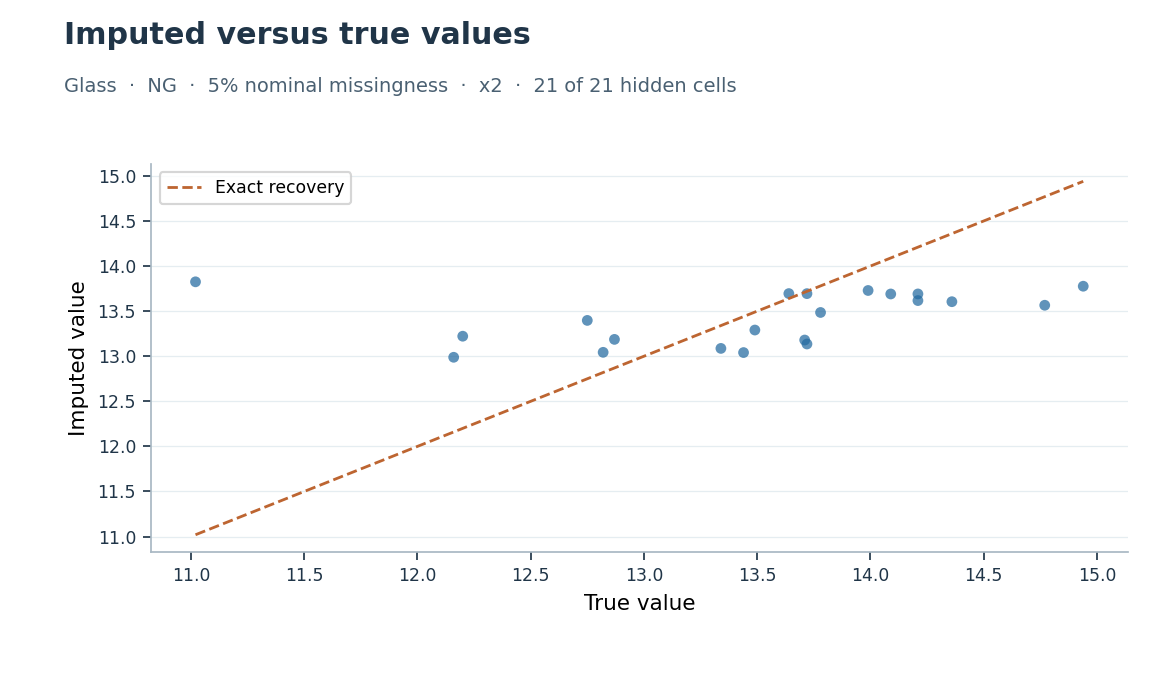 Imputed versus true values
Glass · NG · 5% nominal missingness · x2 · 21 of 21 hidden cells
Exact recovery
15.0
14.5
14.0
13.5
13.0
12.5
12.0
11.5
11.0
Imputed value
11.0 11.5 12.0 12.5 13.0 13.5 14.0 14.5 15.0
True value